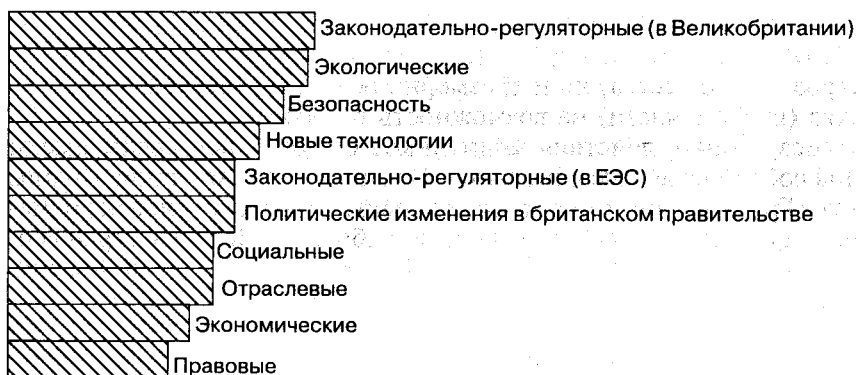 Законодательно-регуляторные (в Великобритании)
Экологические
Безопасность
Новые технологии
Законодательно-регуляторные (в ЕЭС)
Политические изменения в британском правительстве
Социальные
Отраслевые
Экономические
Правовые